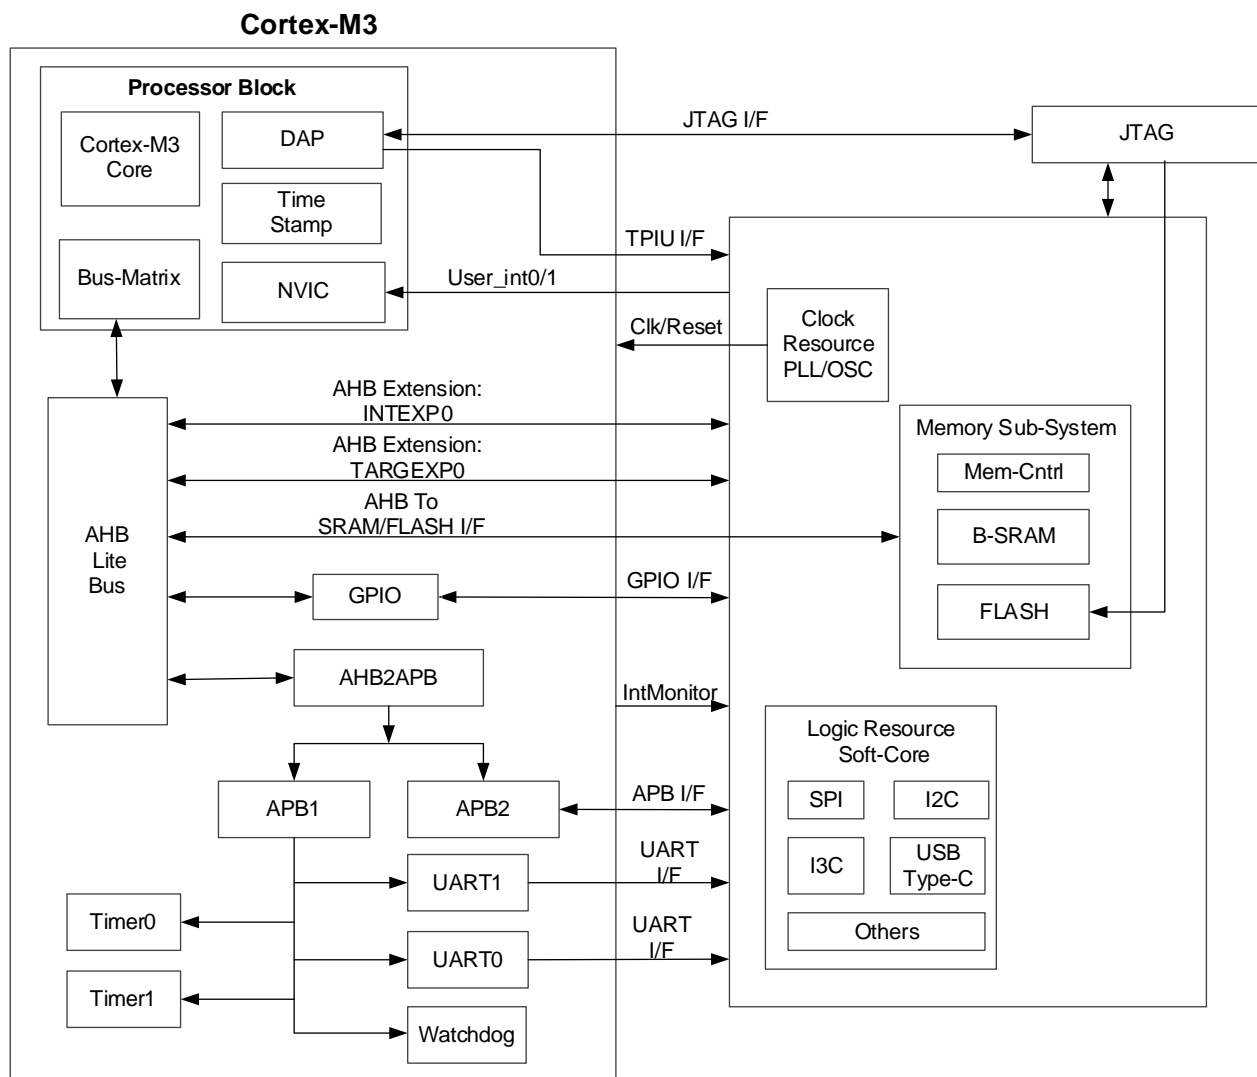 Cortex-M3
Processor Block
Cortex-M3
Core
DAP
Time
Stamp
Bus-Matrix
NVIC
JTAG I/F
JTAG
TPIU I/F
User_int0/1
Clk/Reset
Clock
Resource
PLL/OSC
AHB Extension:
INTEXP0
AHB Extension:
TARGEXP0
AHB To
SRAM/FLASH I/F
Memory Sub-System
Mem-Cntrl
B-SRAM
FLASH
AHB
Lite
Bus
GPIO
GPIO I/F
AHB2APB
IntMonitor
Logic Resource
Soft-Core
SPI
I2C
I3C
USB
Type-C
Others
APB1
APB2
APB I/F
UART1
UART
I/F
Timer0
UART0
UART
I/F
Timer1
Watchdog